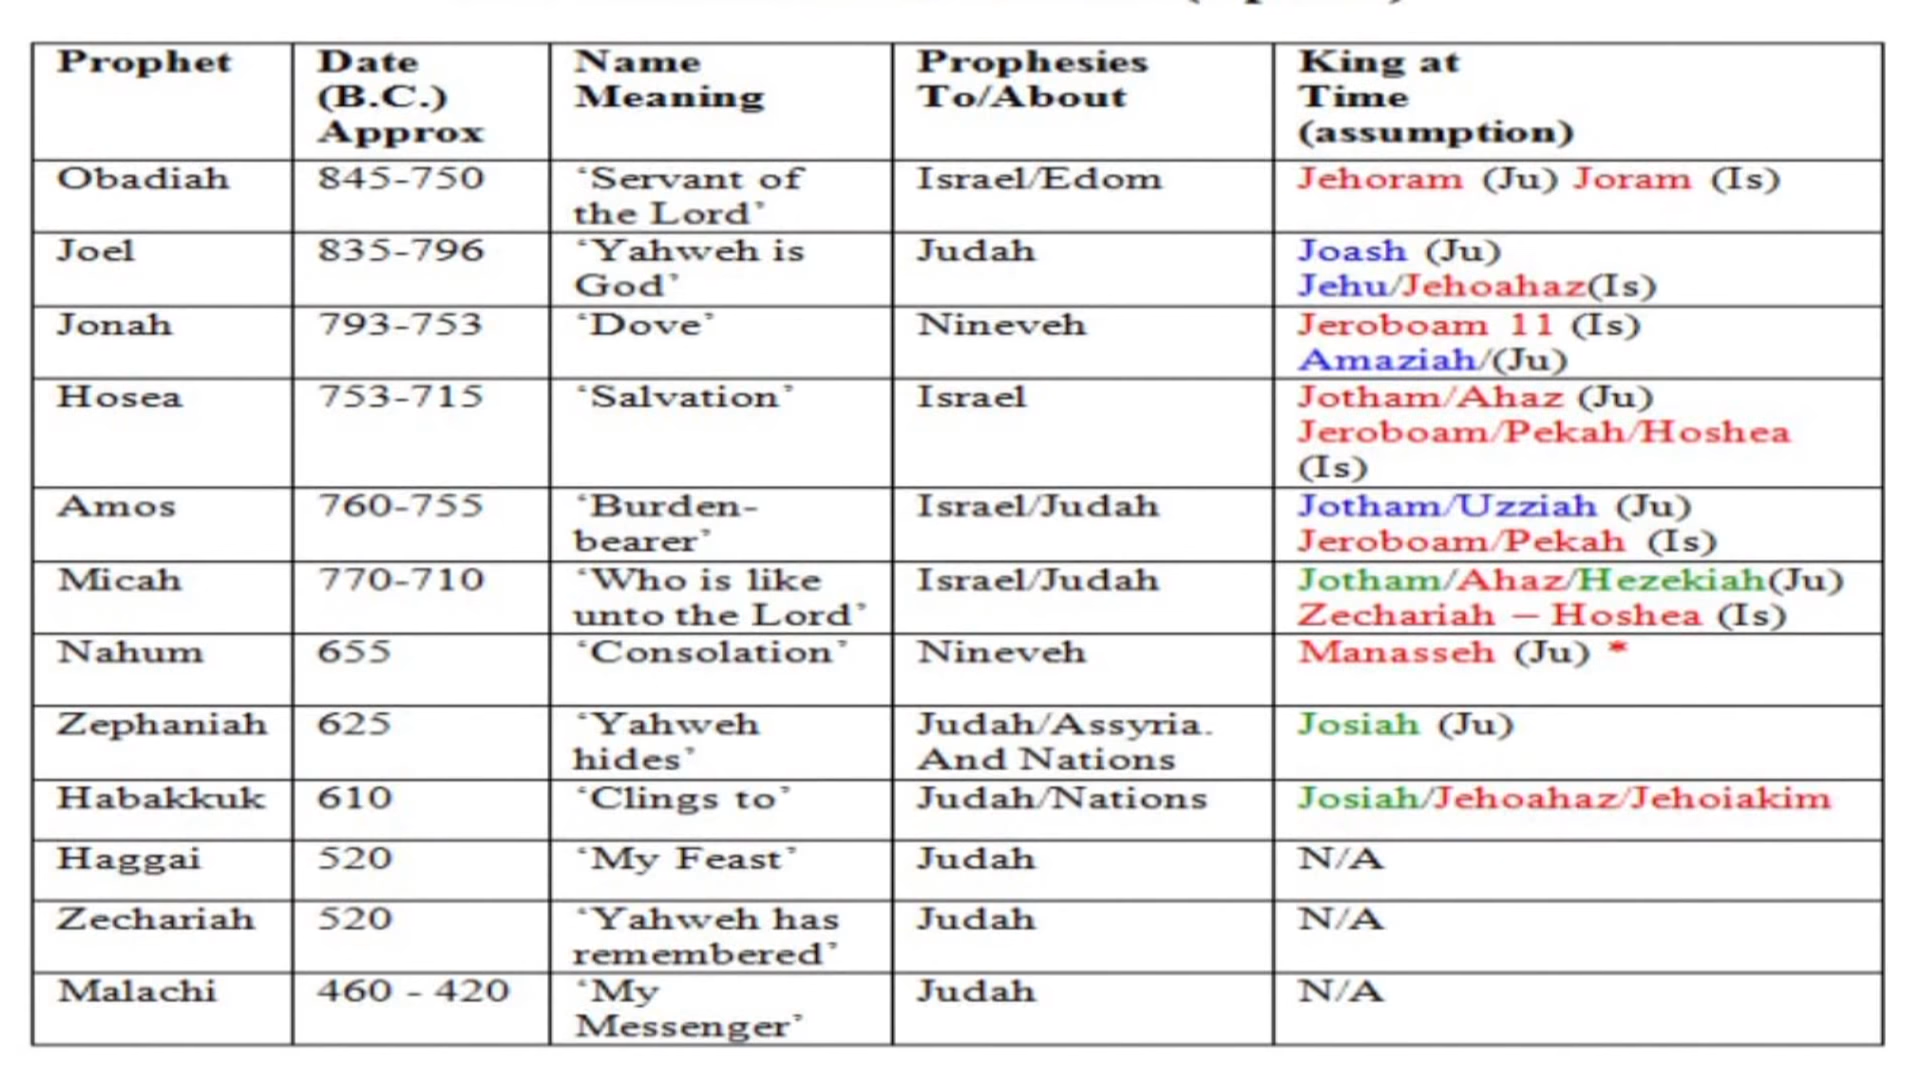 Prophet
Date
(B.C.)
Approx
Name
Meaning
Prophesies
To/About
King at
Time
(assumption)
Obadiah
845-750
‘Servant of
the Lord’
Israel/Edom
Jehoram (Ju) Joram (Is)
Joel
835-796
‘Yahweh is
God’
Judah
Joash (Ju)
Jehu/Jehoahaz(Is)
Jonah
793-753
‘Dove’
Nineveh
Jeroboam 11 (Is)
Amaziah/(Ju)
Hosea
753-715
‘Salvation’
Israel
Jotham/Ahaz (Ju)
Jeroboam/Pekah/Hoshea
(Is)
Amos
760-755
‘Burden-
bearer’
Israel/Judah
Jotham/Uzziah (Ju)
Jeroboam/Pekah (Is)
Micah
770-710
‘Who is like
unto the Lord’
Israel/Judah
Jotham/Ahaz/Hezekiah(Ju)
Zechariah – Hoshea (Is)
Nahum
655
‘Consolation’
Nineveh
Manasseh (Ju) *
Zephaniah
625
‘Yahweh
hides’
Judah/Assyria.
And Nations
Josiah (Ju)
Habakkuk
610
‘Clings to’
Judah/Nations
Josiah/Jehoahaz/Jehoiakim
Haggai
520
‘My Feast’
Judah
N/A
Zechariah
520
‘Yahweh has
remembered’
Judah
N/A
Malachi
460 - 420
‘My
Messenger’
Judah
N/A